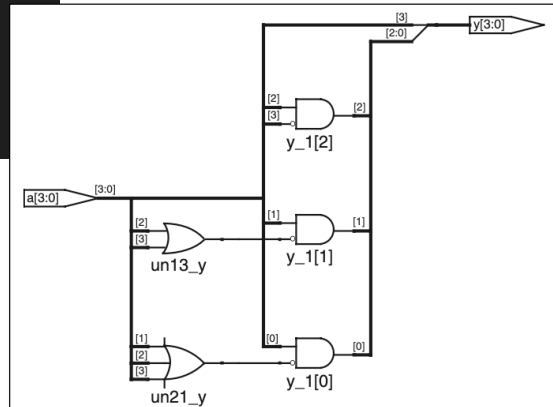 [3]
y[3:0]
[2:0]
[2]
[3]
[2]
y_1[2]
[3:0]
a[3:0]
[2]
[3]
un13_y
[1]
[1]
y_1[1]
[1]
[2]
[3]
un21_y
[0]
[0]
y_1[0]